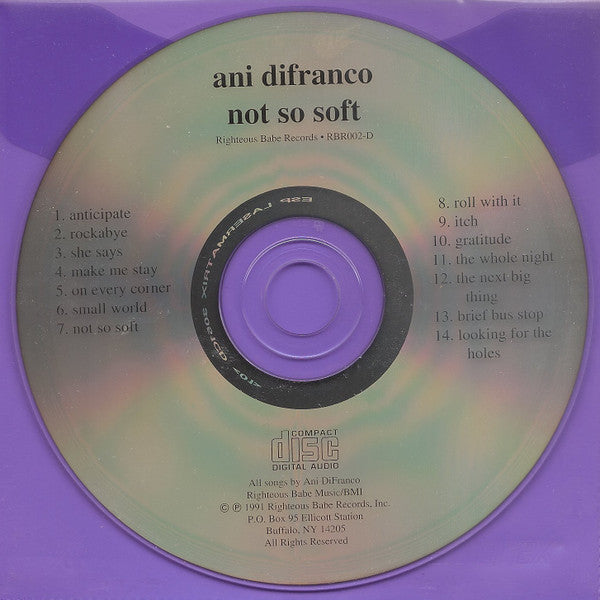 ani difranco
not so soft
Righteous Babe Records • RBR002-D
1. anticipate
2. rockabye
3. she says
4. make me stay
5. on every corner
6. small world
7. not so soft
8. roll with it
9. itch
10. gratitude
11. the whole night
12. the next big
thing
13. brief bus stop
14. looking for the
holes
ESP LASERMATRIX
COMPACT
disc
DIGITAL AUDIO
All songs by Ani DiFranco
Righteous Babe Music/BMI
© ℗ 1991 Righteous Babe Records, Inc.
P.O. Box 95 Ellicott Station
Buffalo, NY 14205
All Rights Reserved